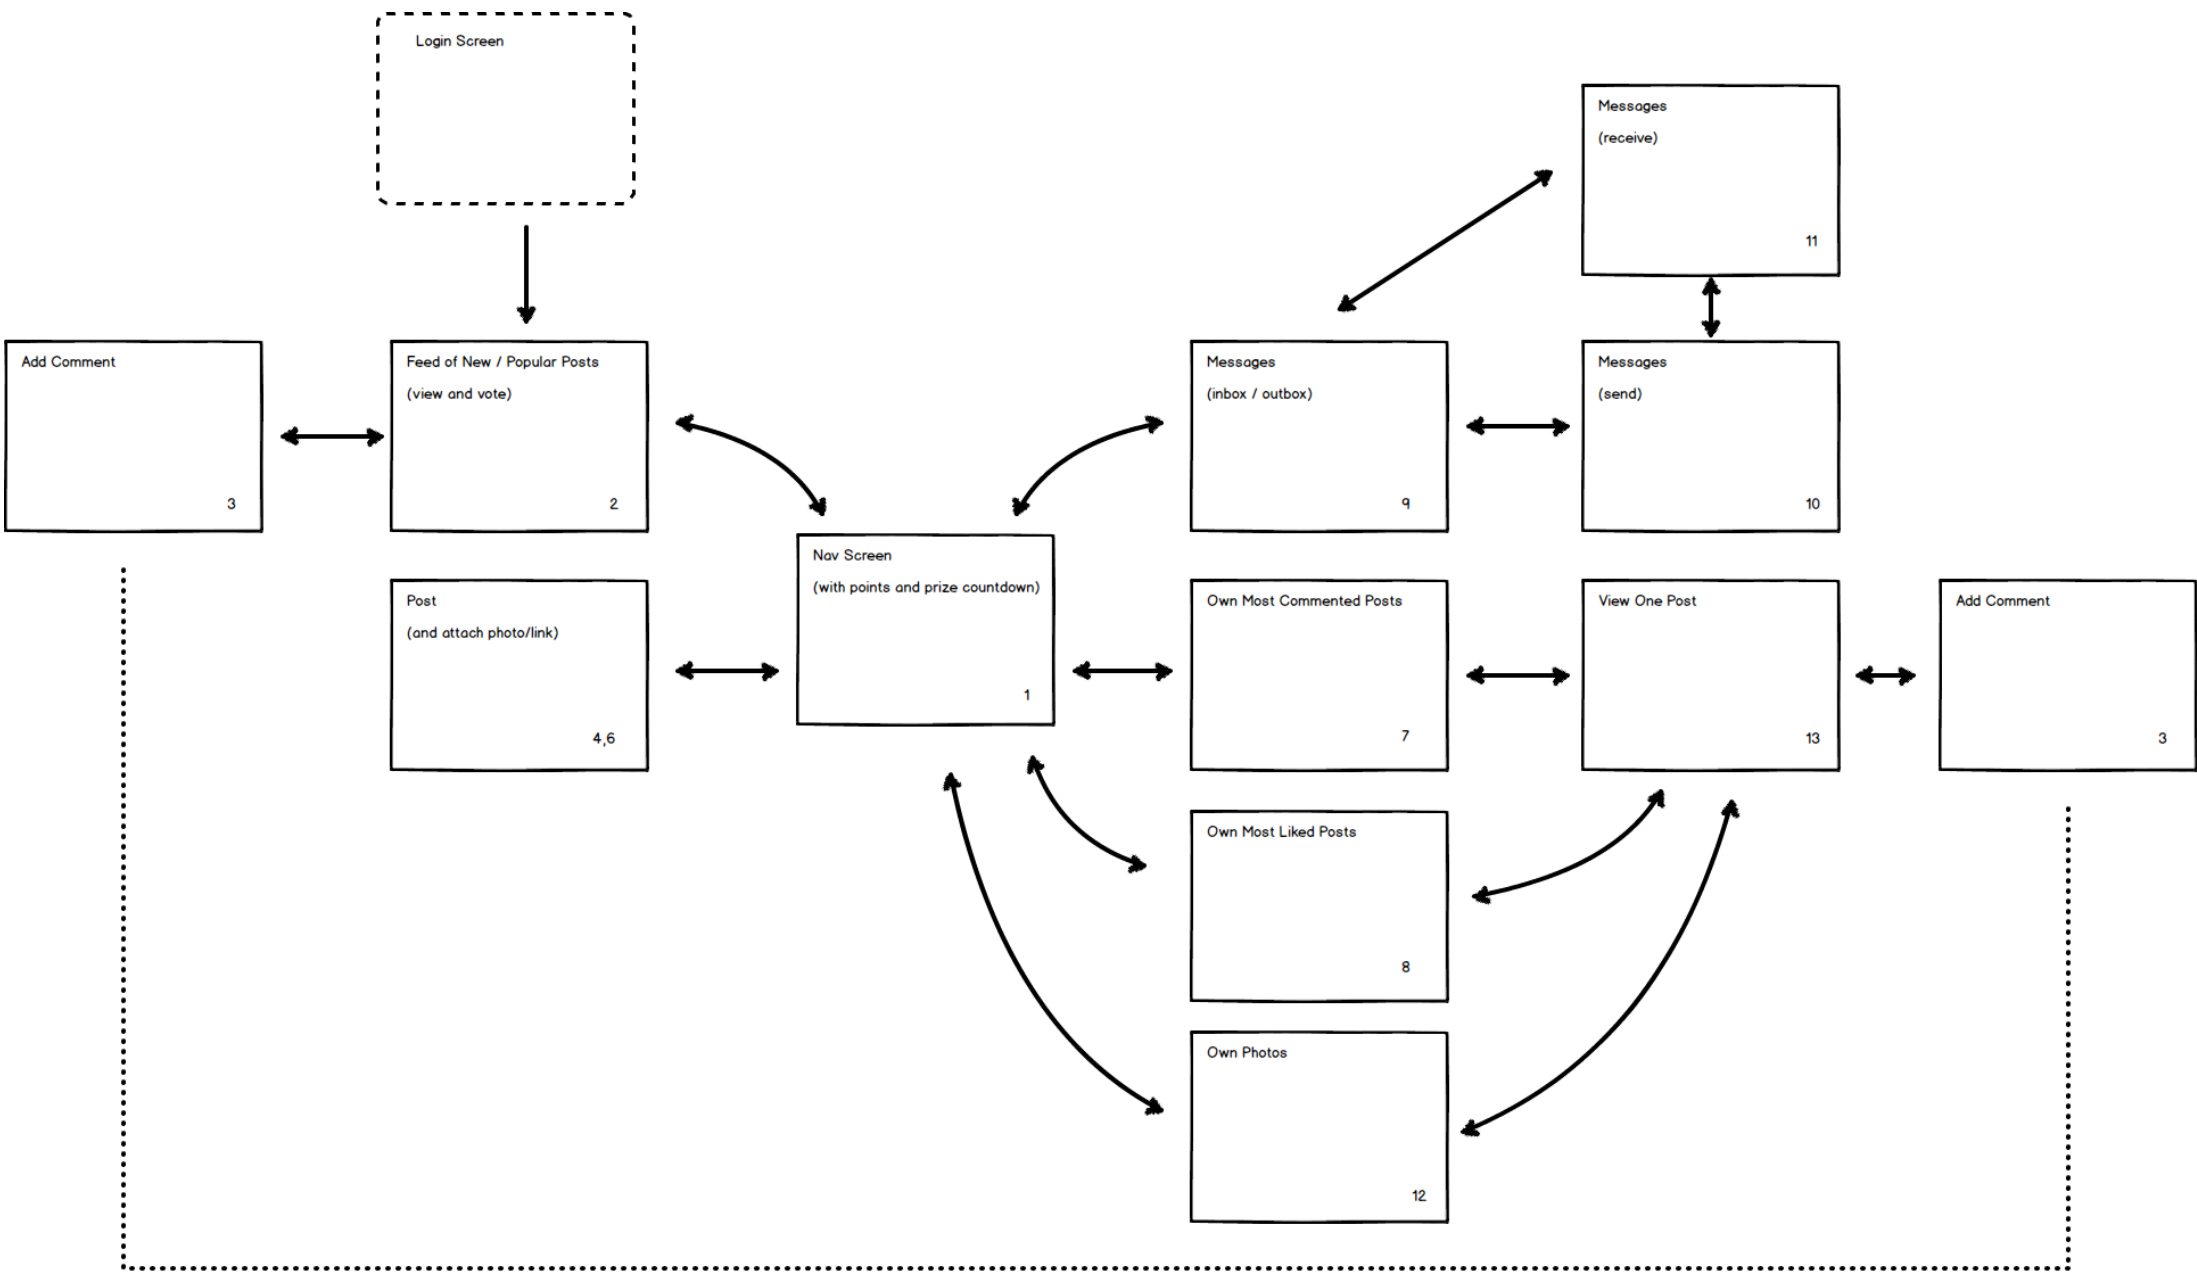 Login Screen
Messages
(receive)
11
Add Comment
3
Feed of New / Popular Posts
(view and vote)
2
Messages
(inbox / outbox)
9
Messages
(send)
10
Nav Screen
(with points and prize countdown)
1
Post
(and attach photo/link)
4,6
Own Most Commented Posts
7
View One Post
13
Add Comment
3
Own Most Liked Posts
8
Own Photos
12